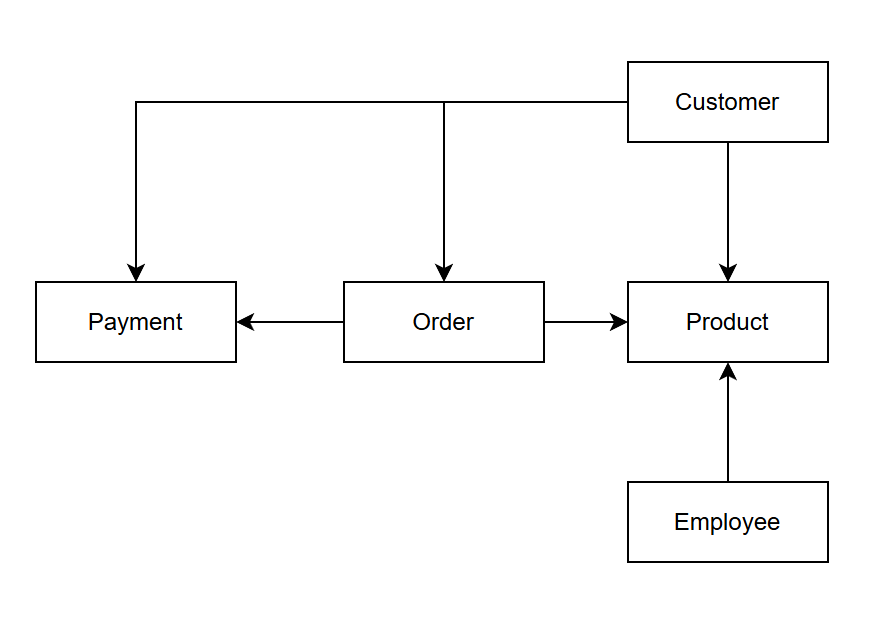 Customer
Payment
Order
Product
Employee